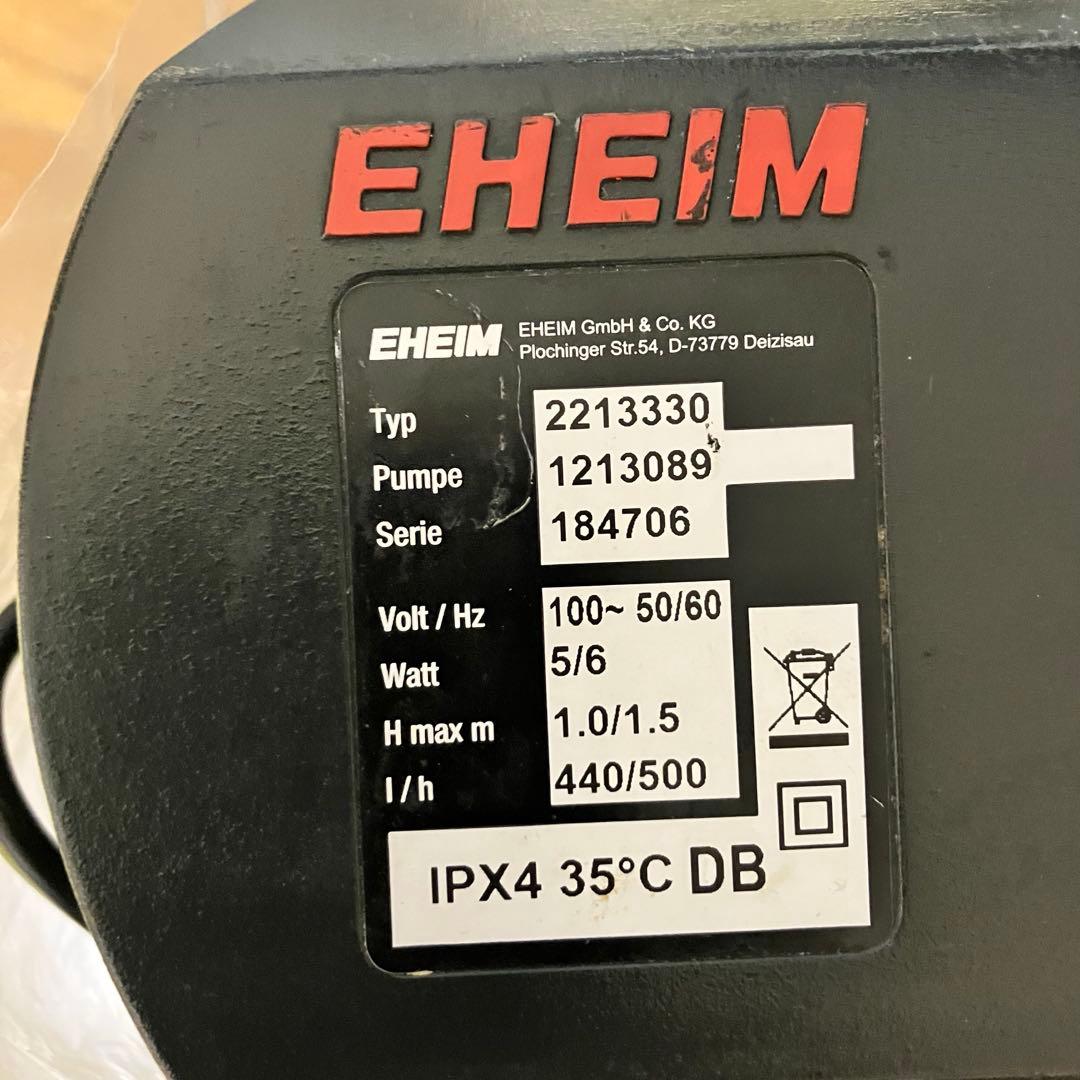 EHEIM
EHEIM
EHEIM GmbH & Co. KG
Plochinger Str.54, D-73779 Deizisau
Typ 2213330
Pumpe 1213089
Serie 184706
Volt / Hz 100~ 50/60
Watt 5/6
H max m 1.0/1.5
l / h 440/500
IPX4 35°C DB